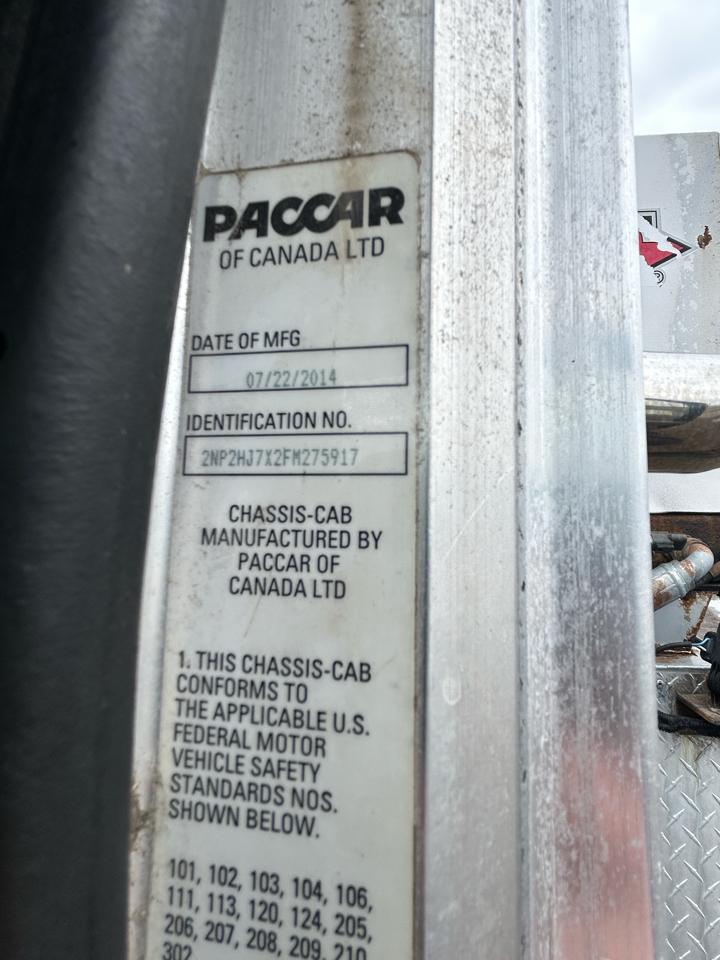 PACCAR
OF CANADA LTD
DATE OF MFG
07/22/2014
IDENTIFICATION NO.
2NP2HJ7X2FM275917
CHASSIS-CAB
MANUFACTURED BY
PACCAR OF
CANADA LTD
1. THIS CHASSIS-CAB
CONFORMS TO
THE APPLICABLE U.S.
FEDERAL MOTOR
VEHICLE SAFETY
STANDARDS NOS.
SHOWN BELOW.
101, 102, 103, 104, 106,
111, 113, 120, 124, 205,
206, 207, 208, 209, 210
302